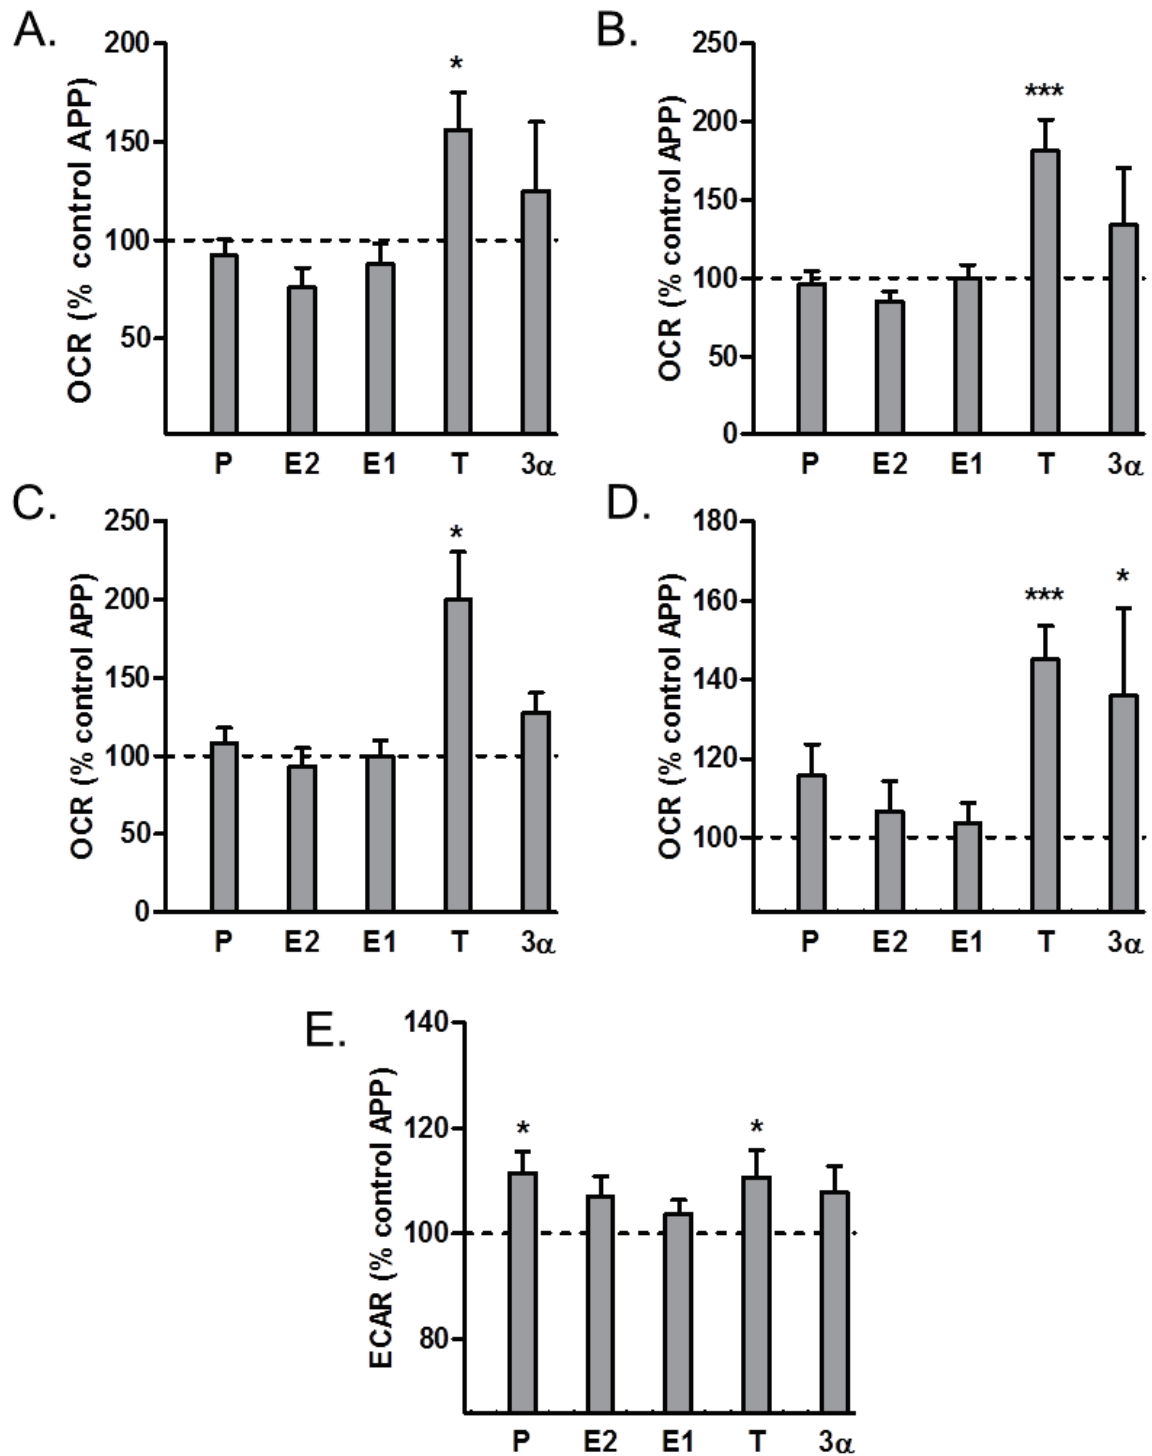 A.
OCR (% control APP)
200
150
100
50
*
P E2 E1 T 3α
B.
OCR (% control APP)
250
200
150
100
50
0
***
P E2 E1 T 3α
C.
OCR (% control APP)
250
200
150
100
50
0
*
P E2 E1 T 3α
D.
OCR (% control APP)
180
160
140
120
100
*** *
P E2 E1 T 3α
E.
ECAR (% control APP)
140
120
100
80
* *
P E2 E1 T 3α